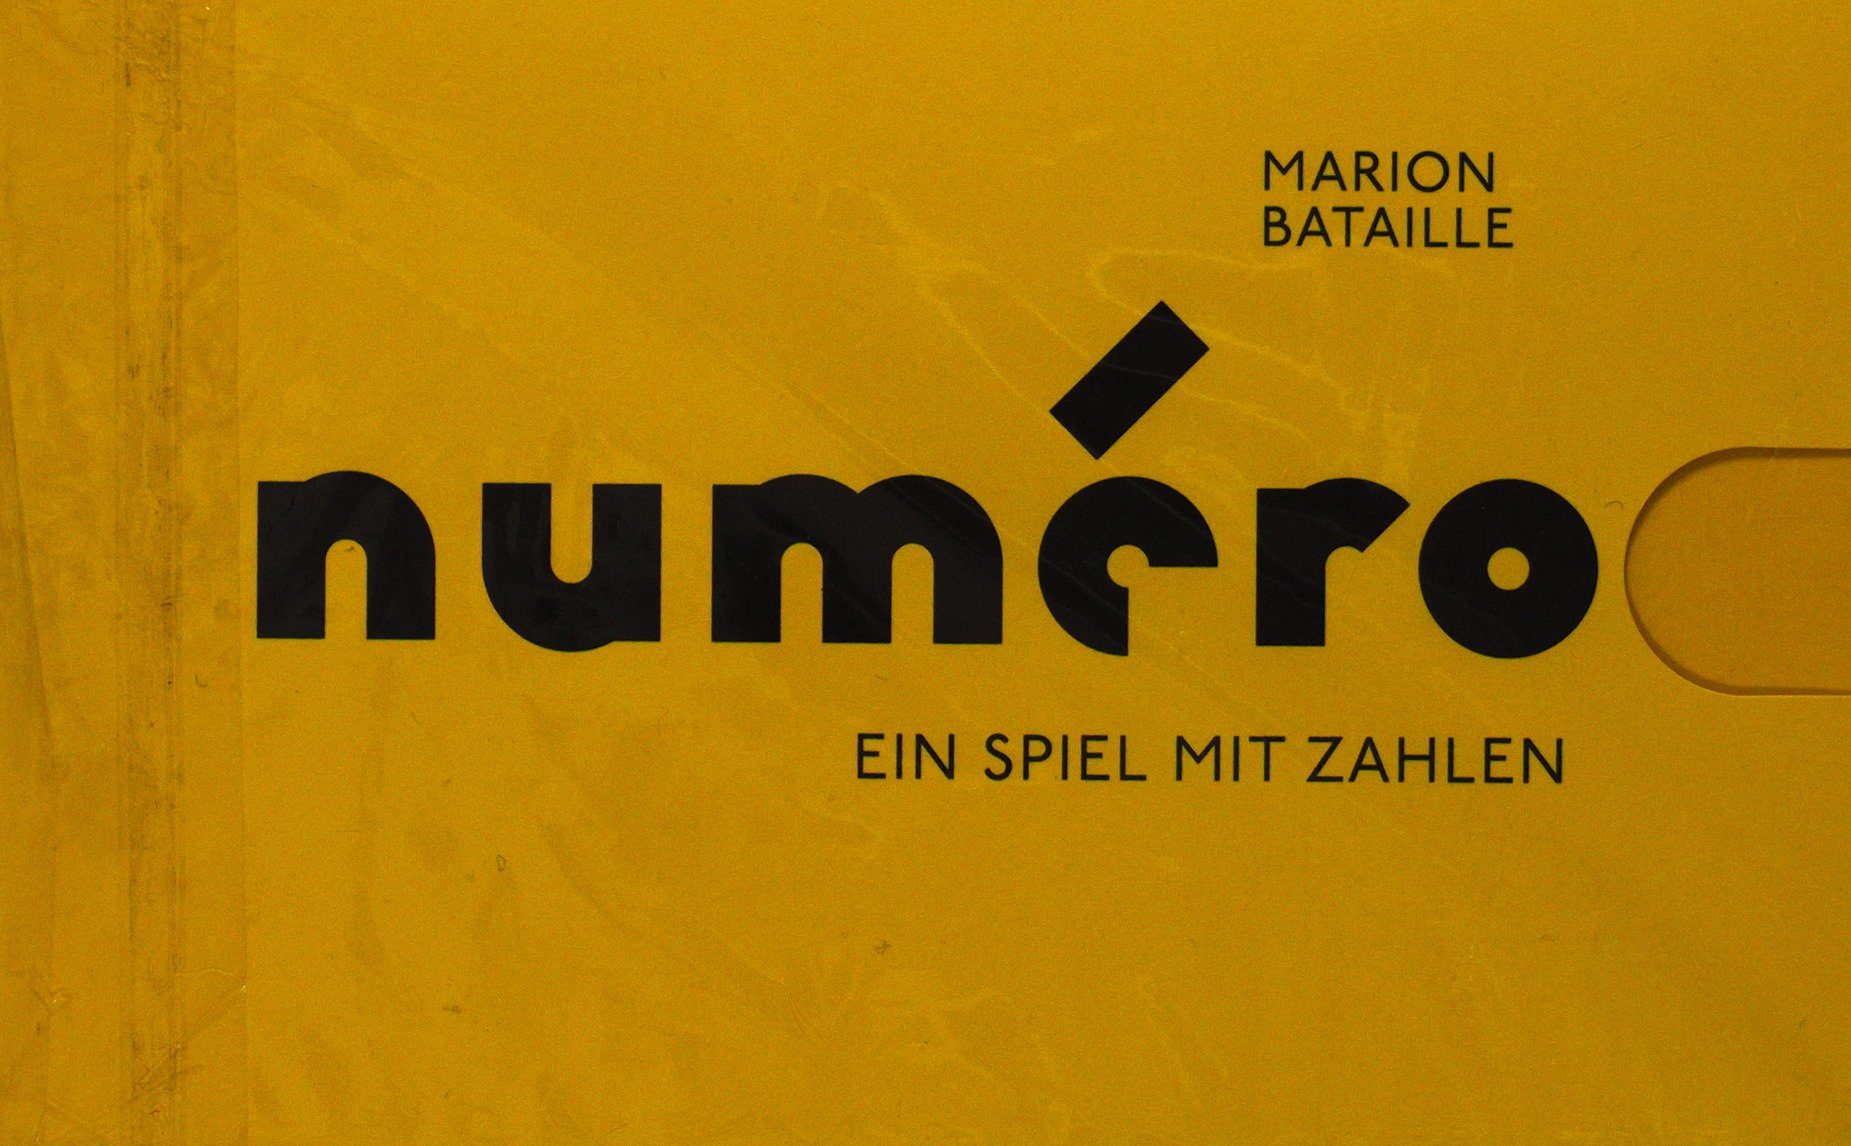 MARION
BATAILLE
numéro
EIN SPIEL MIT ZAHLEN